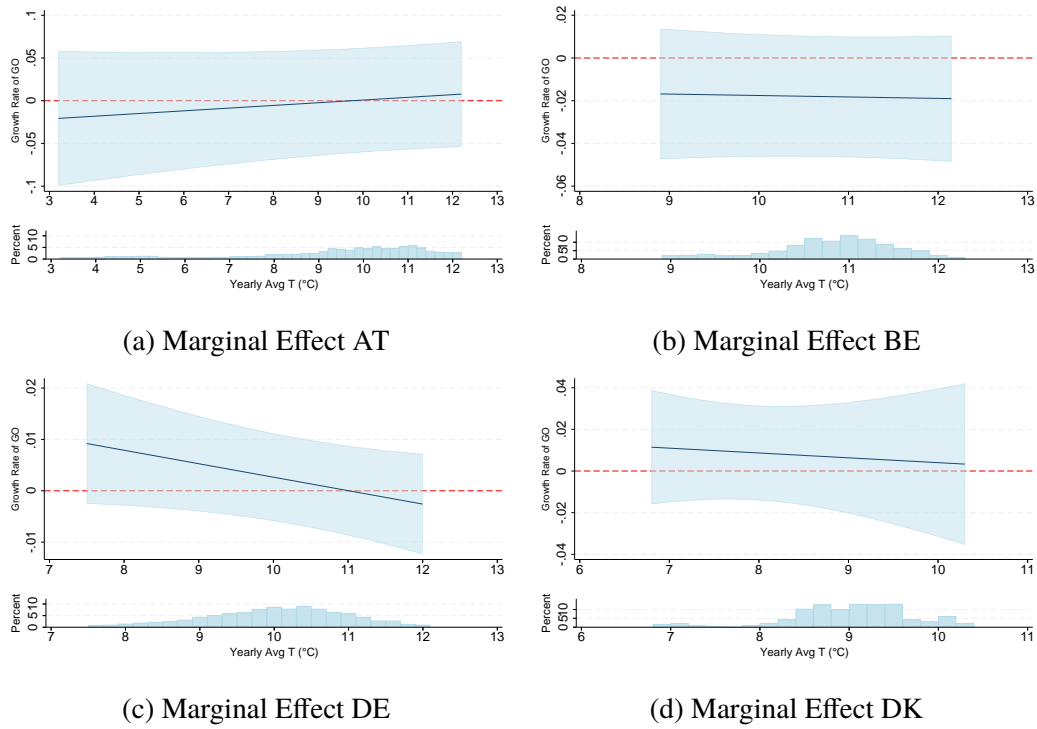 .1
.05
0
-.05
-.1
Growth Rate of GO
3 4 5 6 7 8 9 10 11 12 13
0 5 10
Percent
3 4 5 6 7 8 9 10 11 12 13
Yearly Avg T (°C)
(a) Marginal Effect AT
.02
0
-.02
-.04
-.06
Growth Rate of GO
8 9 10 11 12 13
0 5 10
Percent
8 9 10 11 12 13
Yearly Avg T (°C)
(b) Marginal Effect BE
.02
.01
0
-.01
Growth Rate of GO
7 8 9 10 11 12 13
0 5 10
Percent
7 8 9 10 11 12 13
Yearly Avg T (°C)
(c) Marginal Effect DE
.04
.02
0
-.02
-.04
Growth Rate of GO
6 7 8 9 10 11
0 5 10
Percent
6 7 8 9 10 11
Yearly Avg T (°C)
(d) Marginal Effect DK